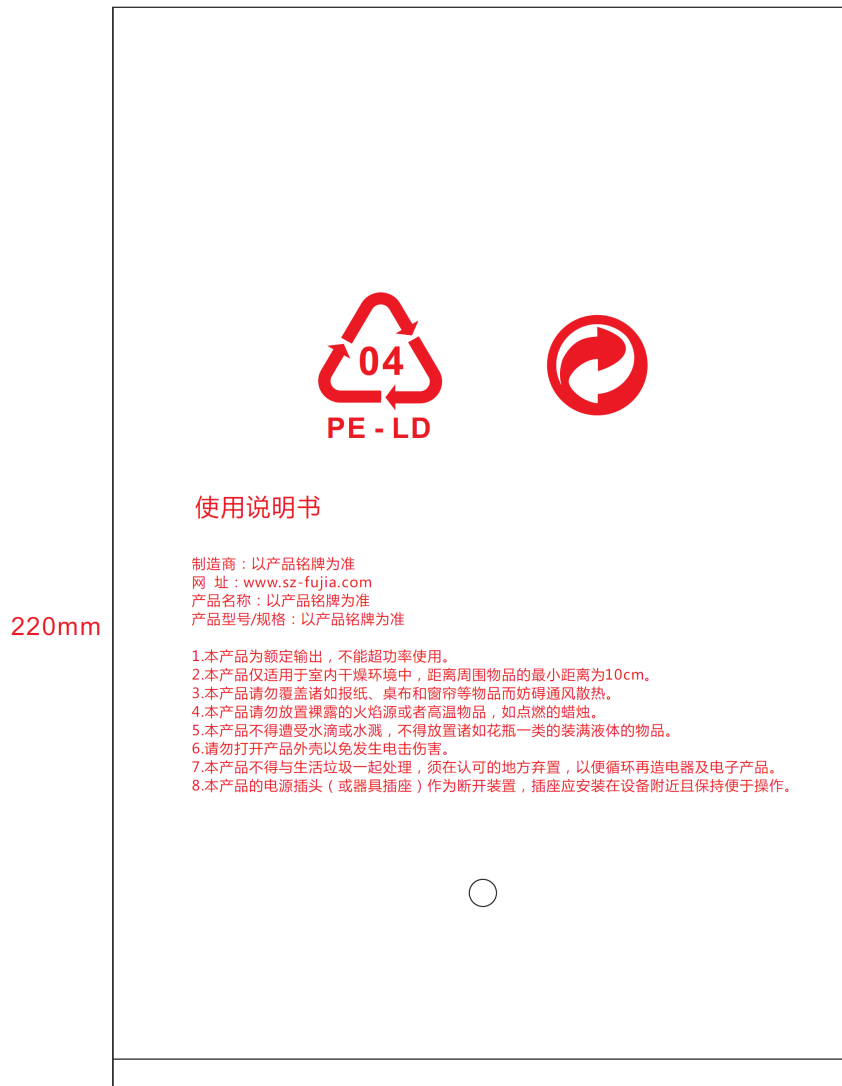 04
PE - LD
使用说明书
制造商：以产品铭牌为准
网 址：www.sz-fujia.com
产品名称：以产品铭牌为准
产品型号/规格：以产品铭牌为准
220mm
1.本产品为额定输出，不能超功率使用。
2.本产品仅适用于室内干燥环境中，距离周围物品的最小距离为10cm。
3.本产品请勿覆盖诸如报纸、桌布和窗帘等物品而妨碍通风散热。
4.本产品请勿放置裸露的火焰源或者高温物品，如点燃的蜡烛。
5.本产品不得遭受水滴或水溅，不得放置诸如花瓶一类的装满液体的物品。
6.请勿打开产品外壳以免发生电击伤害。
7.本产品不得与生活垃圾一起处理，须在认可的地方弃置，以便循环再造电器及电子产品。
8.本产品的电源插头（或器具插座）作为断开装置，插座应安装在设备附近且保持便于操作。